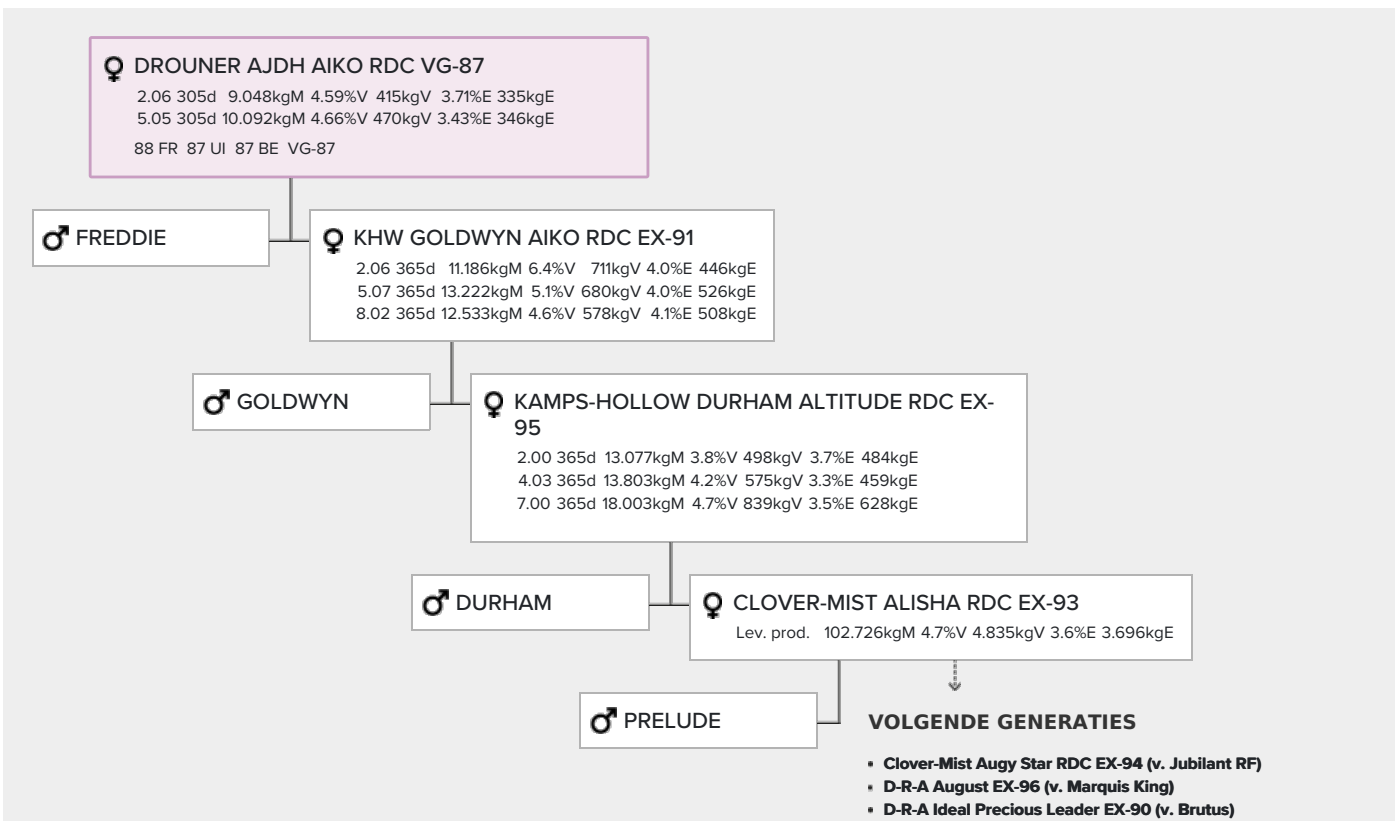 DROUNER AJDH AIKO RDC VG-87
2.06 305d 9.048kgM 4.59%V 415kgV 3.71%E 335kgE
5.05 305d 10.092kgM 4.66%V 470kgV 3.43%E 346kgE
88 FR 87 UI 87 BE VG-87
FREDDIE
KHW GOLDWYN AIKO RDC EX-91
2.06 365d 11.186kgM 6.4%V 711kgV 4.0%E 446kgE
5.07 365d 13.222kgM 5.1%V 680kgV 4.0%E 526kgE
8.02 365d 12.533kgM 4.6%V 578kgV 4.1%E 508kgE
GOLDWYN
KAMPS-HOLLOW DURHAM ALTITUDE RDC EX-
95
2.00 365d 13.077kgM 3.8%V 498kgV 3.7%E 484kgE
4.03 365d 13.803kgM 4.2%V 575kgV 3.3%E 459kgE
7.00 365d 18.003kgM 4.7%V 839kgV 3.5%E 628kgE
DURHAM
CLOVER-MIST ALISHA RDC EX-93
Lev. prod. 102.726kgM 4.7%V 4.835kgV 3.6%E 3.696kgE
PRELUDE
VOLGENDE GENERATIES
• Clover-Mist Augy Star RDC EX-94 (v. Jubilant RF)
• D-R-A August EX-96 (v. Marquis King)
• D-R-A Ideal Precious Leader EX-90 (v. Brutus)